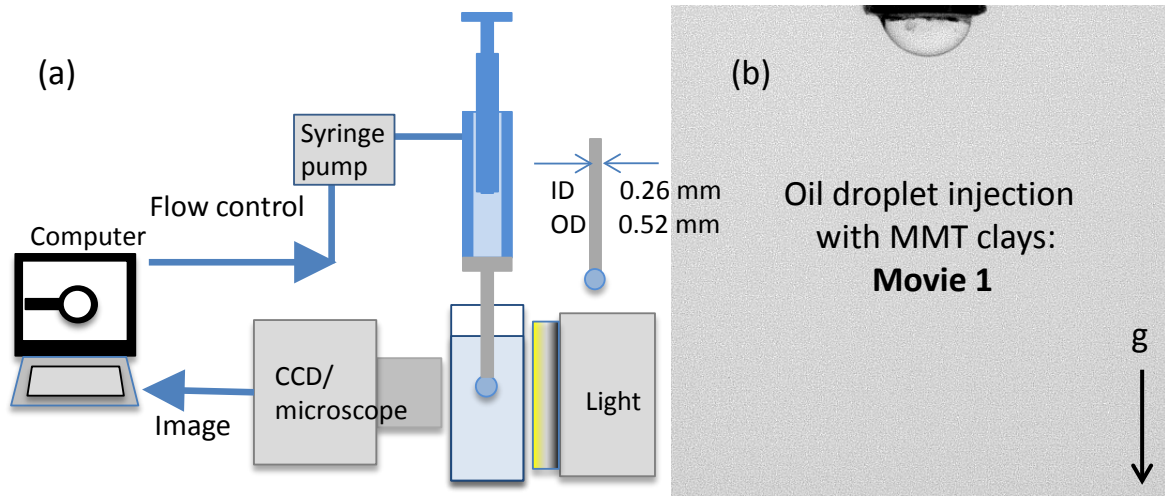 (a)
Syringe
pump
Flow control
Computer
ID 0.26 mm
OD 0.52 mm
CCD/
microscope
Light
Image
(b)
Oil droplet injection
with MMT clays:
Movie 1
g